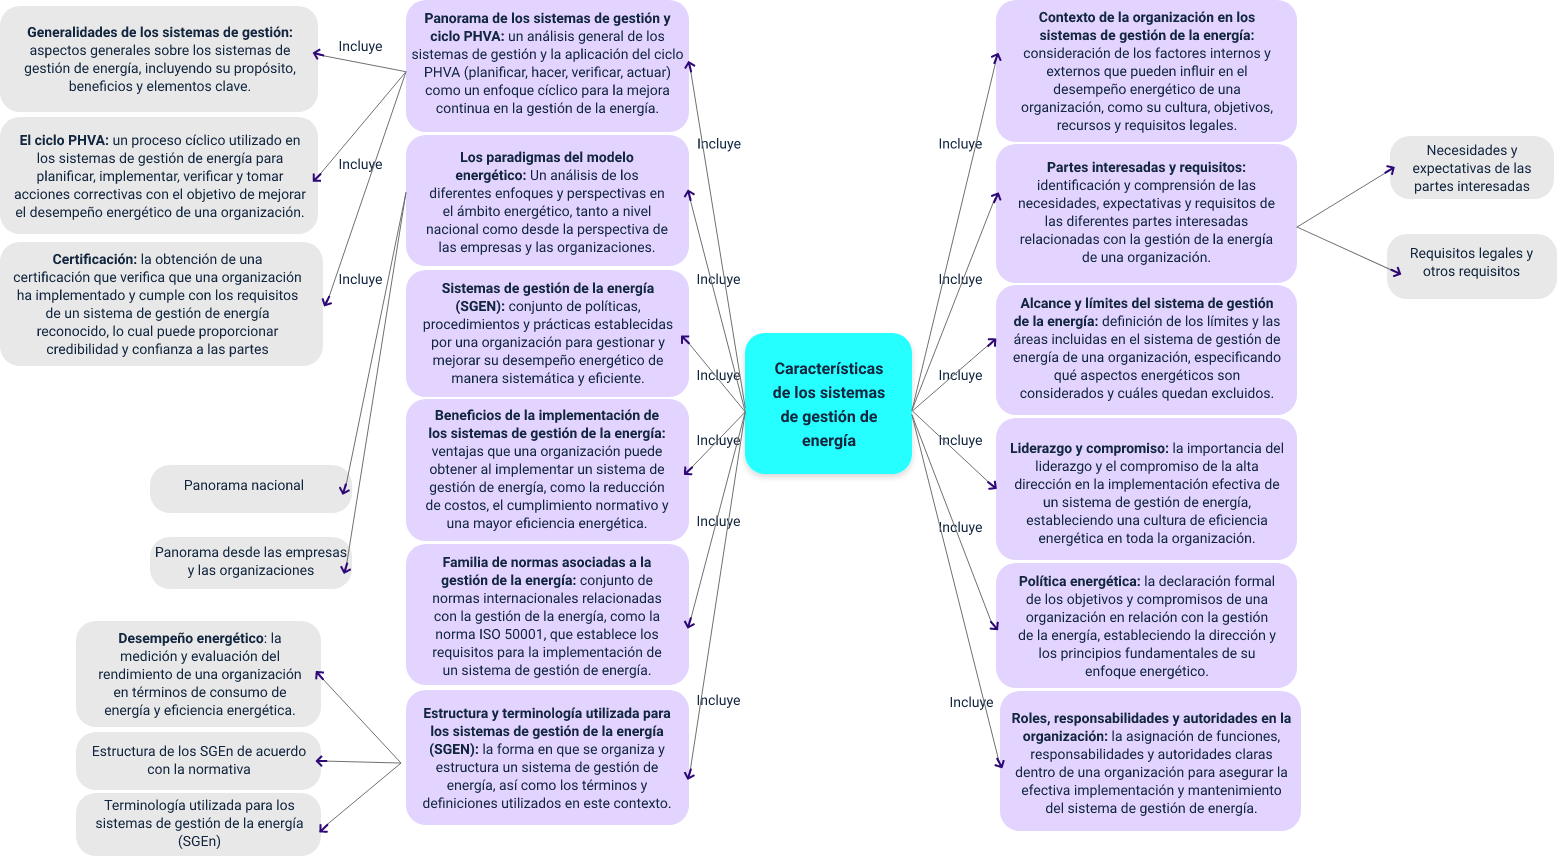 Generalidades de los sistemas de gestión:
aspectos generales sobre los sistemas de
gestión de energía, incluyendo su propósito,
beneficios y elementos clave.
El ciclo PHVA: un proceso cíclico utilizado en
los sistemas de gestión de energía para
planificar, implementar, verificar y tomar
acciones correctivas con el objetivo de mejorar
el desempeño energético de una organización.
Certificación: la obtención de una
certificación que verifica que una organización
ha implementado y cumple con los requisitos
de un sistema de gestión de energía
reconocido, lo cual puede proporcionar
credibilidad y confianza a las partes
Panorama nacional
Panorama desde las empresas
y las organizaciones
Desempeño energético: la
medición y evaluación del
rendimiento de una organización
en términos de consumo de
energía y eficiencia energética.
Estructura de los SGEn de acuerdo
con la normativa
Terminología utilizada para los
sistemas de gestión de la energía
(SGEn)
Incluye
Incluye
Incluye
Panorama de los sistemas de gestión y
ciclo PHVA: un análisis general de los
sistemas de gestión y la aplicación del ciclo
PHVA (planificar, hacer, verificar, actuar)
como un enfoque cíclico para la mejora
continua en la gestión de la energía.
Los paradigmas del modelo
energético: Un análisis de los
diferentes enfoques y perspectivas en
el ámbito energético, tanto a nivel
nacional como desde la perspectiva de
las empresas y las organizaciones.
Sistemas de gestión de la energía
(SGEN): conjunto de políticas,
procedimientos y prácticas establecidas
por una organización para gestionar y
mejorar su desempeño energético de
manera sistemática y eficiente.
Beneficios de la implementación de
los sistemas de gestión de la energía:
ventajas que una organización puede
obtener al implementar un sistema de
gestión de energía, como la reducción
de costos, el cumplimiento normativo y
una mayor eficiencia energética.
Familia de normas asociadas a la
gestión de la energía: conjunto de
normas internacionales relacionadas
con la gestión de la energía, como la
norma ISO 50001, que establece los
requisitos para la implementación de
un sistema de gestión de energía.
Estructura y terminología utilizada para
los sistemas de gestión de la energía
(SGEN): la forma en que se organiza y
estructura un sistema de gestión de
energía, así como los términos y
definiciones utilizados en este contexto.
Incluye
Incluye
Incluye
Incluye
Incluye
Incluye
Características
de los sistemas
de gestión de
energía
Incluye
Incluye
Incluye
Incluye
Incluye
Incluye
Contexto de la organización en los
sistemas de gestión de la energía:
consideración de los factores internos y
externos que pueden influir en el
desempeño energético de una
organización, como su cultura, objetivos,
recursos y requisitos legales.
Partes interesadas y requisitos:
identificación y comprensión de las
necesidades, expectativas y requisitos de
las diferentes partes interesadas
relacionadas con la gestión de la energía
de una organización.
Alcance y límites del sistema de gestión
de la energía: definición de los límites y las
áreas incluidas en el sistema de gestión de
energía de una organización, especificando
qué aspectos energéticos son
considerados y cuáles quedan excluidos.
Liderazgo y compromiso: la importancia del
liderazgo y el compromiso de la alta
dirección en la implementación efectiva de
un sistema de gestión de energía,
estableciendo una cultura de eficiencia
energética en toda la organización.
Política energética: la declaración formal
de los objetivos y compromisos de una
organización en relación con la gestión
de la energía, estableciendo la dirección y
los principios fundamentales de su
enfoque energético.
Roles, responsabilidades y autoridades en la
organización: la asignación de funciones,
responsabilidades y autoridades claras
dentro de una organización para asegurar la
efectiva implementación y mantenimiento
del sistema de gestión de energía.
Necesidades y
expectativas de las
partes interesadas
Requisitos legales y
otros requisitos